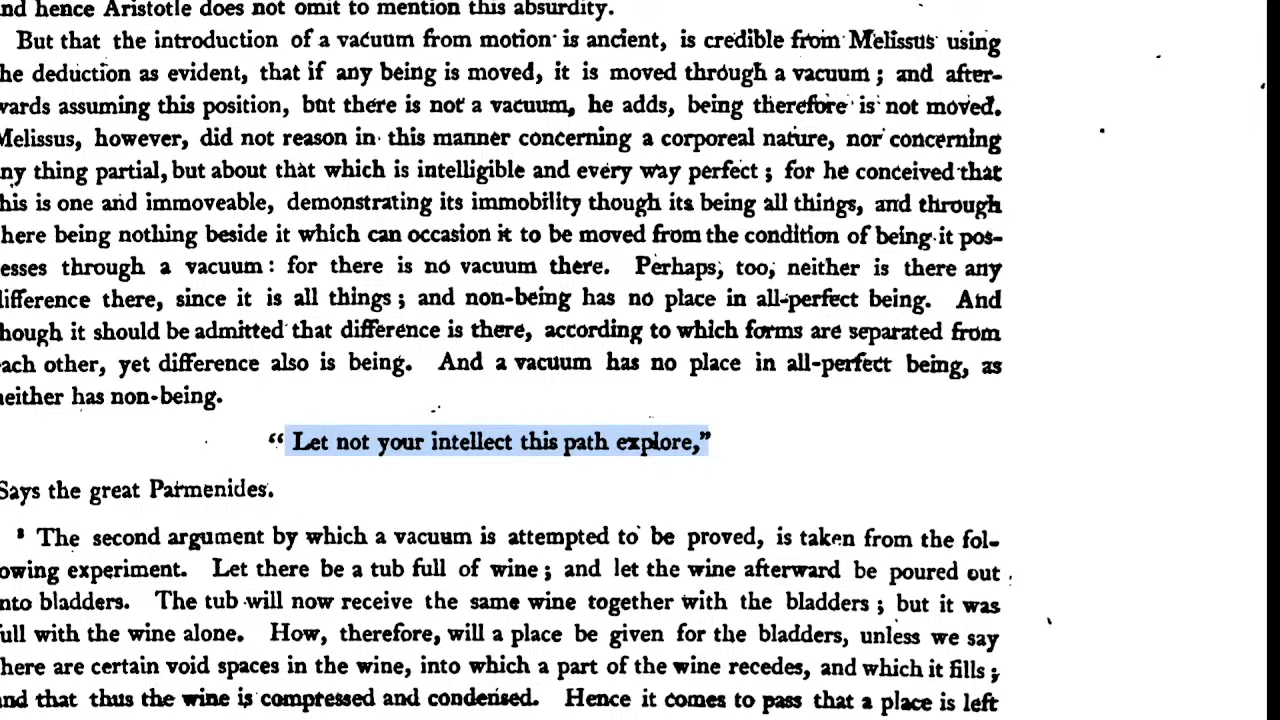 nd hence Aristotle does not omit to mention this absurdity.
But that the introduction of a vacuum from motion is ancient, is credible from Melissus using
he deduction as evident, that if any being is moved, it is moved through a vacuum; and after-
wards assuming this position, but there is not a vacuum, he adds, being therefore is not moved.
Melissus, however, did not reason in this manner concerning a corporeal nature, nor concerning
ny thing partial, but about that which is intelligible and every way perfect; for he conceived that
his is one and immoveable, demonstrating its immobility though its being all things, and through
here being nothing beside it which can occasion it to be moved from the condition of being it pos-
esses through a vacuum: for there is no vacuum there. Perhaps, too, neither is there any
ifference there, since it is all things; and non-being has no place in all-perfect being. And
hough it should be admitted that difference is there, according to which forms are separated from
ach other, yet difference also is being. And a vacuum has no place in all-perfect being, as
neither has non-being.
“ Let not your intellect this path explore,”
Says the great Parmenides.
² The second argument by which a vacuum is attempted to be proved, is taken from the fol-
owing experiment. Let there be a tub full of wine; and let the wine afterward be poured out
nto bladders. The tub will now receive the same wine together with the bladders; but it was
ull with the wine alone. How, therefore, will a place be given for the bladders, unless we say
here are certain void spaces in the wine, into which a part of the wine recedes, and which it fills;
and that thus the wine is compressed and condensed. Hence it comes to pass that a place is left